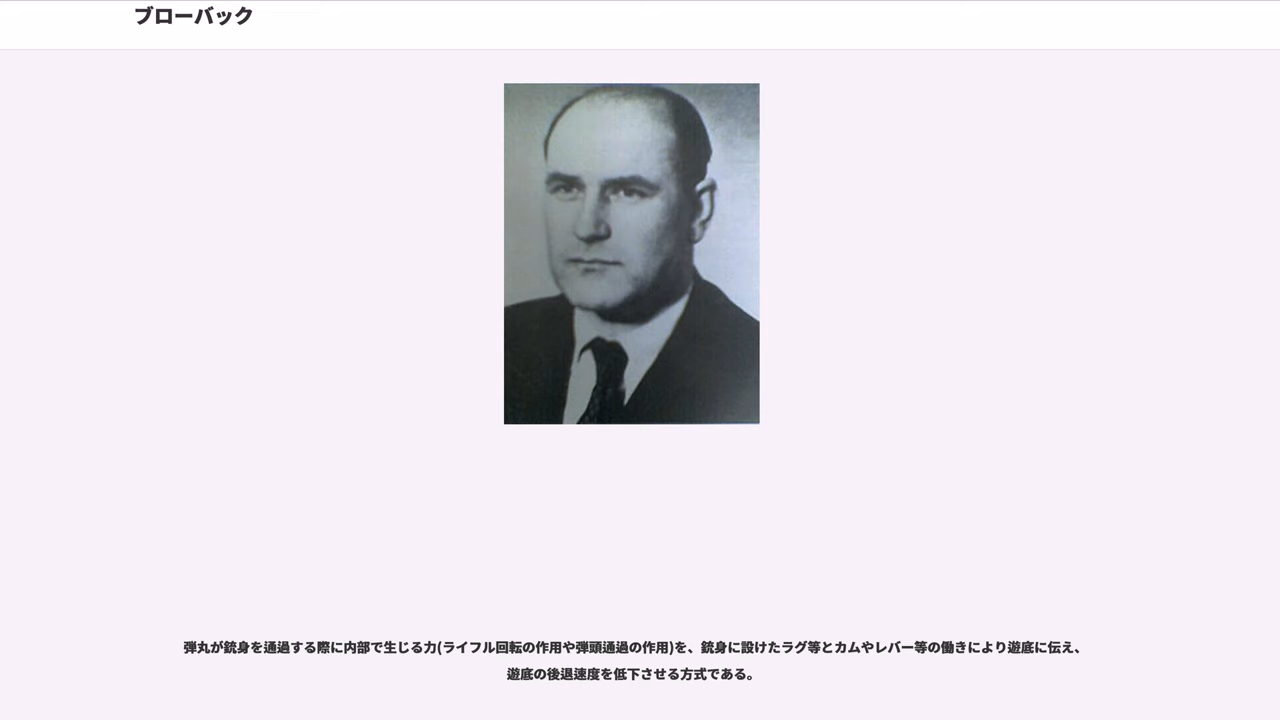 ブローバック
弾丸が銃身を通過する際に内部で生じる力(ライフル回転の作用や弾頭通過の作用)を、銃身に設けたラグ等とカムやレバー等の働きにより遊底に伝え、
遊底の後退速度を低下させる方式である。